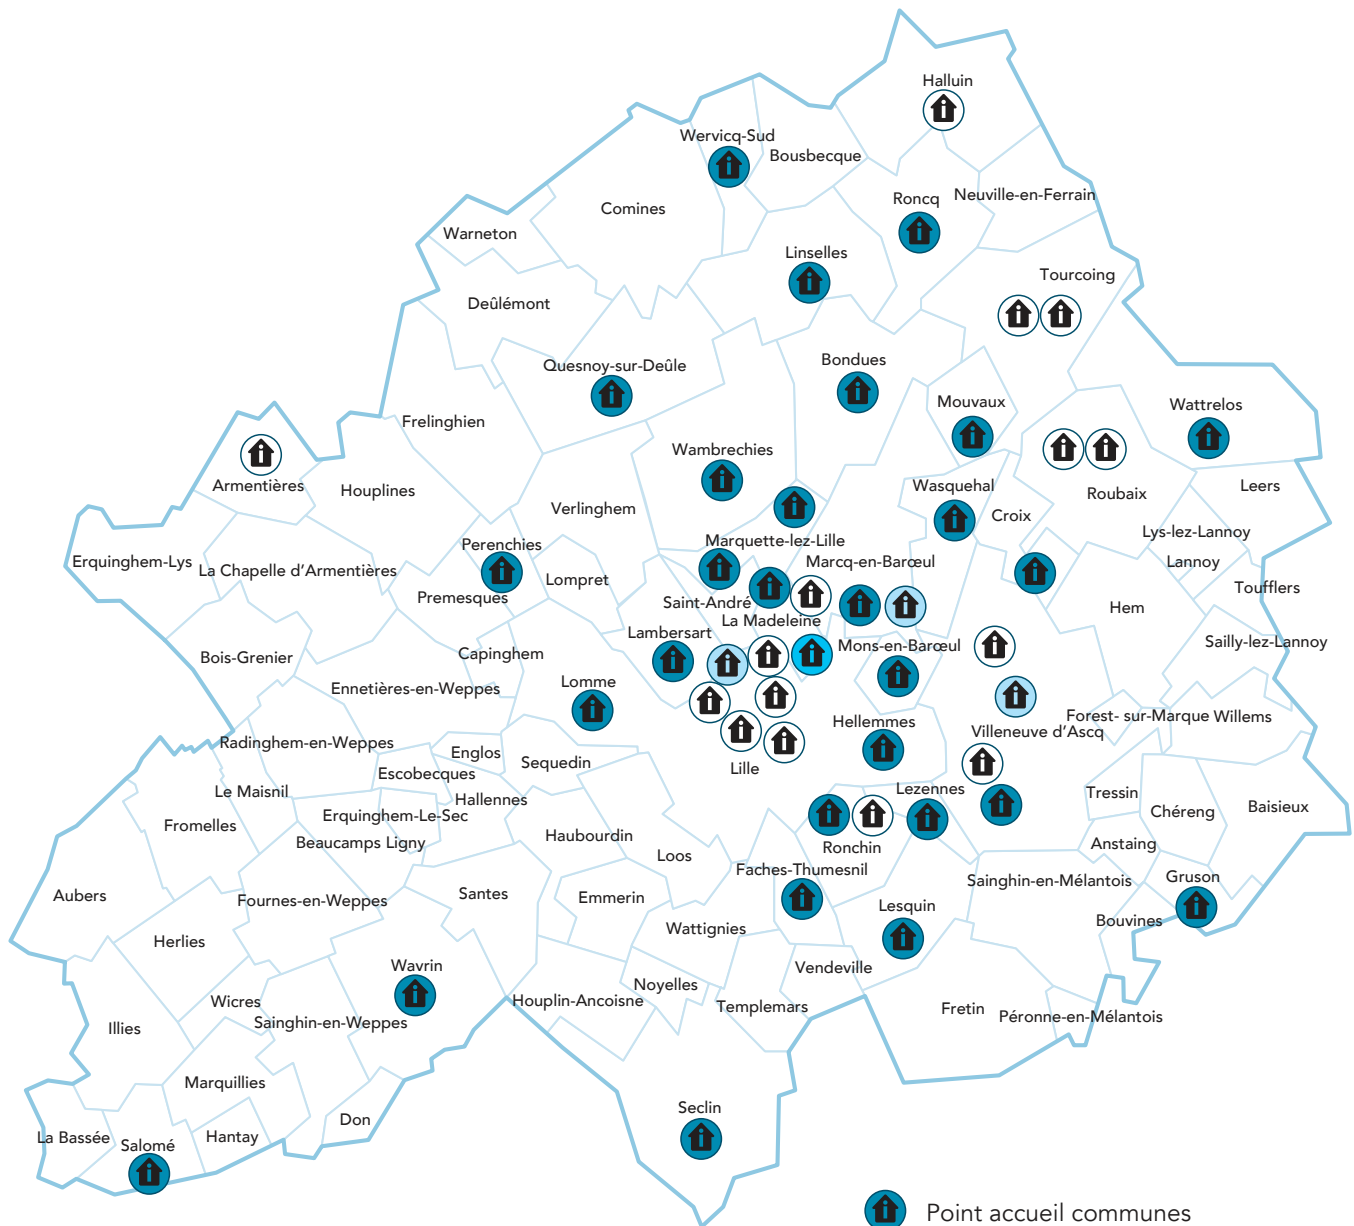 Halluin
Wervicq-Sud
Bousbecque
Neuville-en-Ferrain
Roncq
Comines
Warneton
Linselles
Tourcoing
Deûlémont
Quesnoy-sur-Deûle
Bondues
Mouvaux
Wattrelos
Frelinghien
Wambrechies
Armentières
Houplines
Wasquehal
Roubaix
Leers
Verlinghem
Croix
Lys-lez-Lannoy
Marquette-lez-Lille
Perenchies
Erquinghem-Lys
La Chapelle d’Armentières
Marcq-en-Barœul
Lannoy
Lompret
Toufflers
Premesques
Saint-André
Hem
La Madeleine
Lambersart
Sailly-lez-Lannoy
Mons-en-Barœul
Bois-Grenier
Capinghem
Ennetières-en-Weppes
Lomme
Forest- sur-Marque
Willems
Hellemmes
Villeneuve d’Ascq
Radinghem-en-Weppes
Englos
Sequedin
Lille
Escobecques
Le Maisnil
Hallennes
Lezennes
Tressin
Baisieux
Chéreng
Erquinghem-Le-Sec
Fromelles
Haubourdin
Beaucamps Ligny
Ronchin
Anstaing
Loos
Faches-Thumesnil
Gruson
Sainghin-en-Mélantois
Aubers
Santes
Emmerin
Fournes-en-Weppes
Lesquin
Bouvines
Wattignies
Herlies
Wavrin
Vendeville
Noyelles
Wicres
Houplin-Ancoisne
Templemars
Fretin
Péronne-en-Mélantois
Sainghin-en-Weppes
Illies
Marquillies
Seclin
Don
La Bassée
Hantay
Salomé
Point accueil communes